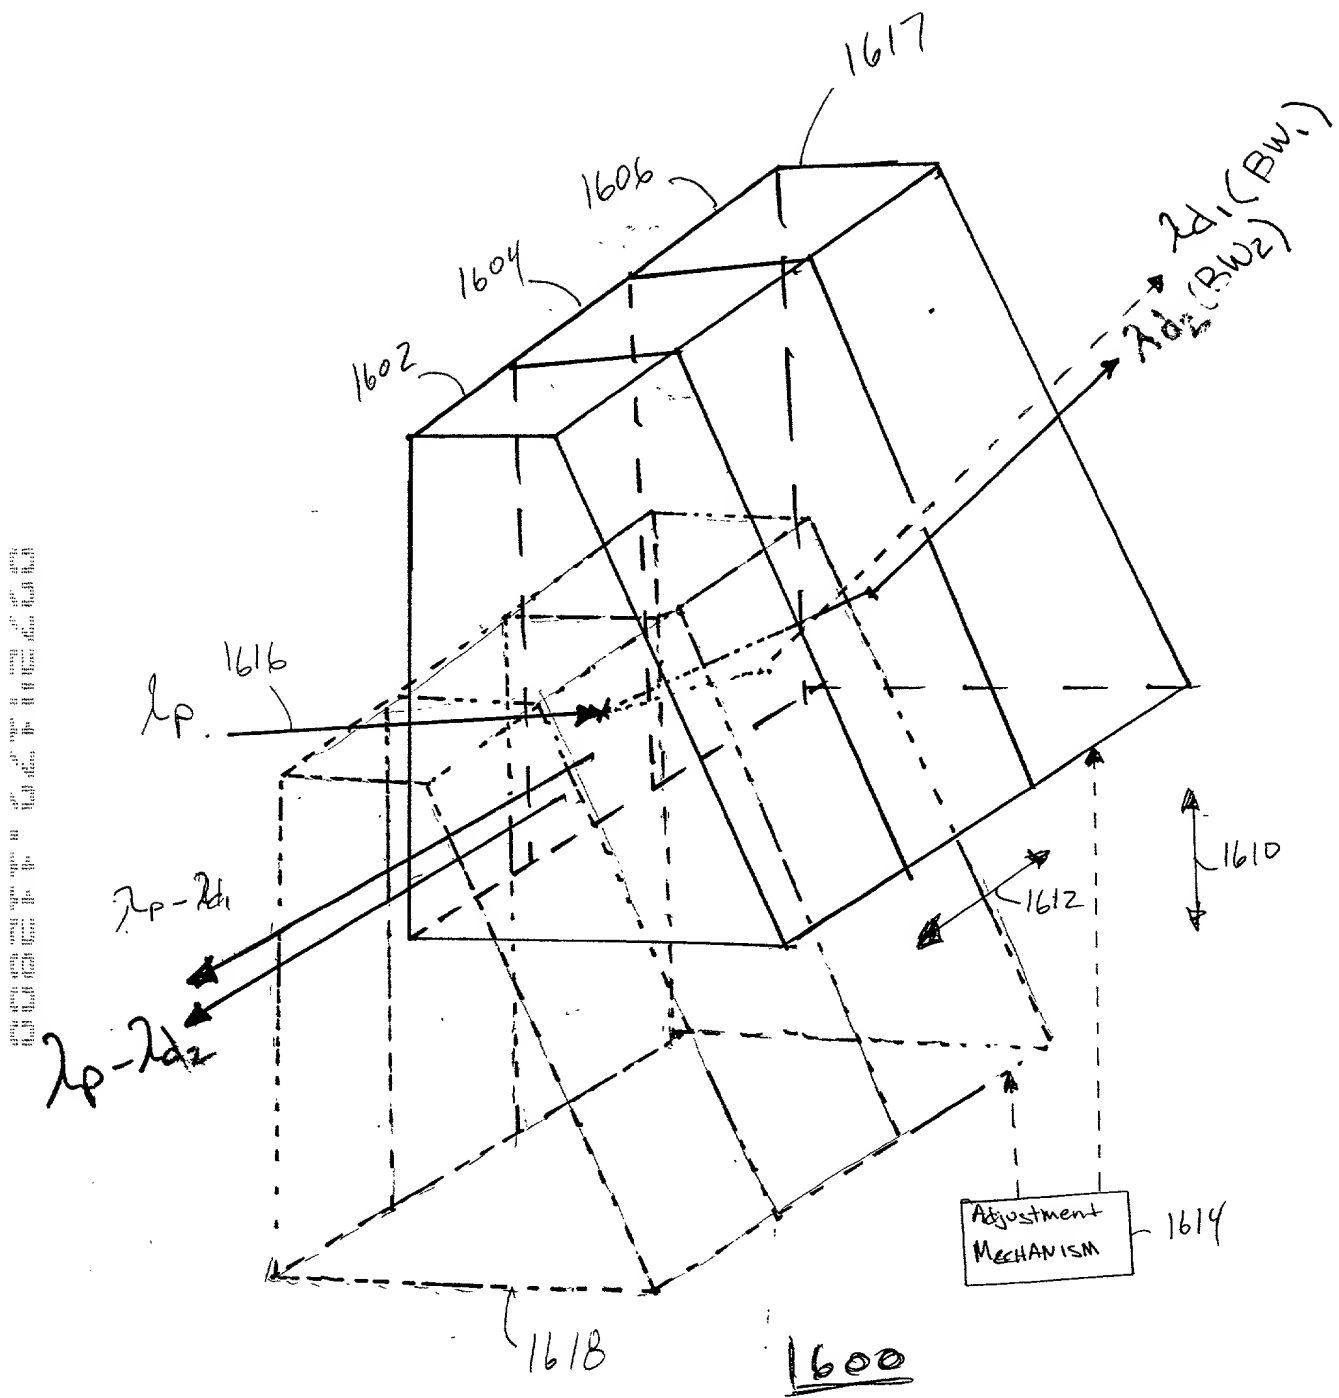 1617
1606
λd₁(BW₁)
λd₂(BW₂)
1604
1602
1616
λp.
1610
1612
λp-λd₁
λp-λd₂
Adjustment
MECHANISM
1614
1618
1600